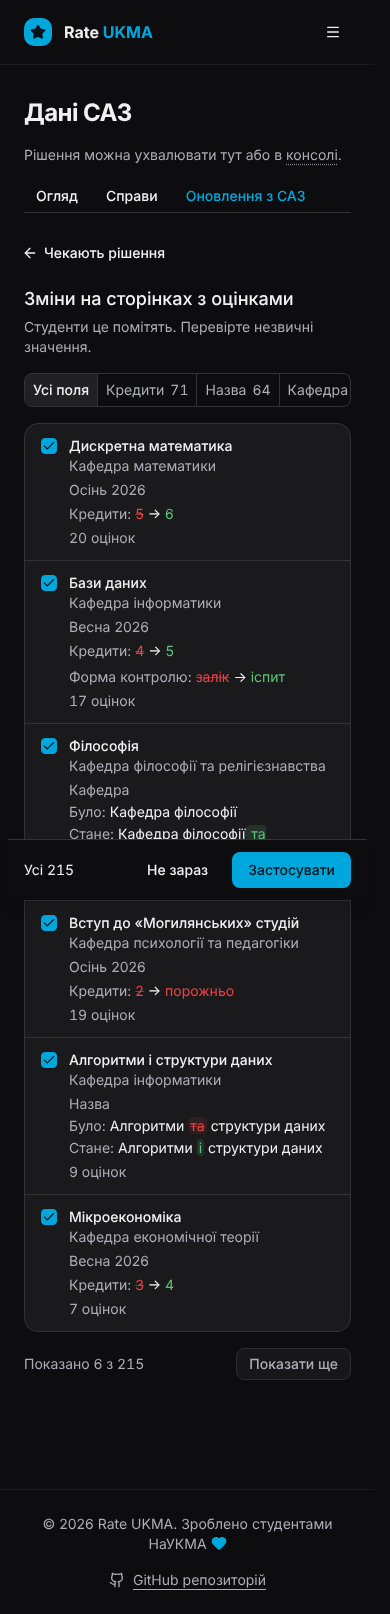 Rate UKMA
Дані САЗ
Рішення можна ухвалювати тут або в консолі.
Огляд Справи Оновлення з САЗ
← Чекають рішення
Зміни на сторінках з оцінками
Студенти це помітять. Перевірте незвичні
значення.
Усі поля Кредити 71 Назва 64 Кафедра
Дискретна математика
Кафедра математики
Осінь 2026
Кредити: 5 → 6
20 оцінок
Бази даних
Кафедра інформатики
Весна 2026
Кредити: 4 → 5
Форма контролю: залік → іспит
17 оцінок
Філософія
Кафедра філософії та релігієзнавства
Кафедра
Було: Кафедра філософії
Стане: Кафедра філософії та
Усі 215 Не зараз Застосувати
Вступ до «Могилянських» студій
Кафедра психології та педагогіки
Осінь 2026
Кредити: 2 → порожньо
19 оцінок
Алгоритми і структури даних
Кафедра інформатики
Назва
Було: Алгоритми та структури даних
Стане: Алгоритми і структури даних
9 оцінок
Мікроекономіка
Кафедра економічної теорії
Весна 2026
Кредити: 3 → 4
7 оцінок
Показано 6 з 215 Показати ще
© 2026 Rate UKMA. Зроблено студентами
НаУКМА
GitHub репозиторій